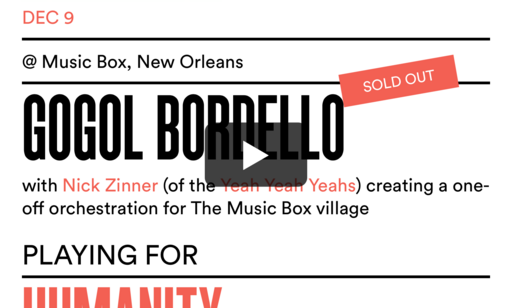 DEC 9
@ Music Box, New Orleans
SOLD OUT
GOGOL BORDELLO
with Nick Zinner (of the Yeah Yeah Yeahs) creating a one-
off orchestration for The Music Box village
PLAYING FOR
HUMANITY